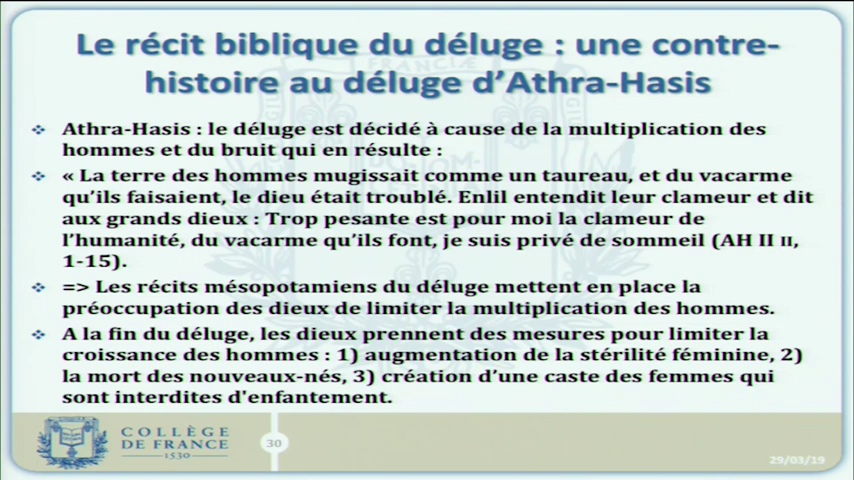 Le récit biblique du déluge : une contre-
histoire au déluge d’Athra-Hasis
❖ Athra-Hasis : le déluge est décidé à cause de la multiplication des
hommes et du bruit qui en résulte :
❖ « La terre des hommes mugissait comme un taureau, et du vacarme
qu’ils faisaient, le dieu était troublé. Enlil entendit leur clameur et dit
aux grands dieux : Trop pesante est pour moi la clameur de
l’humanité, du vacarme qu’ils font, je suis privé de sommeil (AH II II,
1-15).
❖ => Les récits mésopotamiens du déluge mettent en place la
préoccupation des dieux de limiter la multiplication des hommes.
❖ A la fin du déluge, les dieux prennent des mesures pour limiter la
croissance des hommes : 1) augmentation de la stérilité féminine, 2)
la mort des nouveaux-nés, 3) création d’une caste des femmes qui
sont interdites d'enfantement.
COLLÈGE
DE FRANCE
1530
30
29/03/19